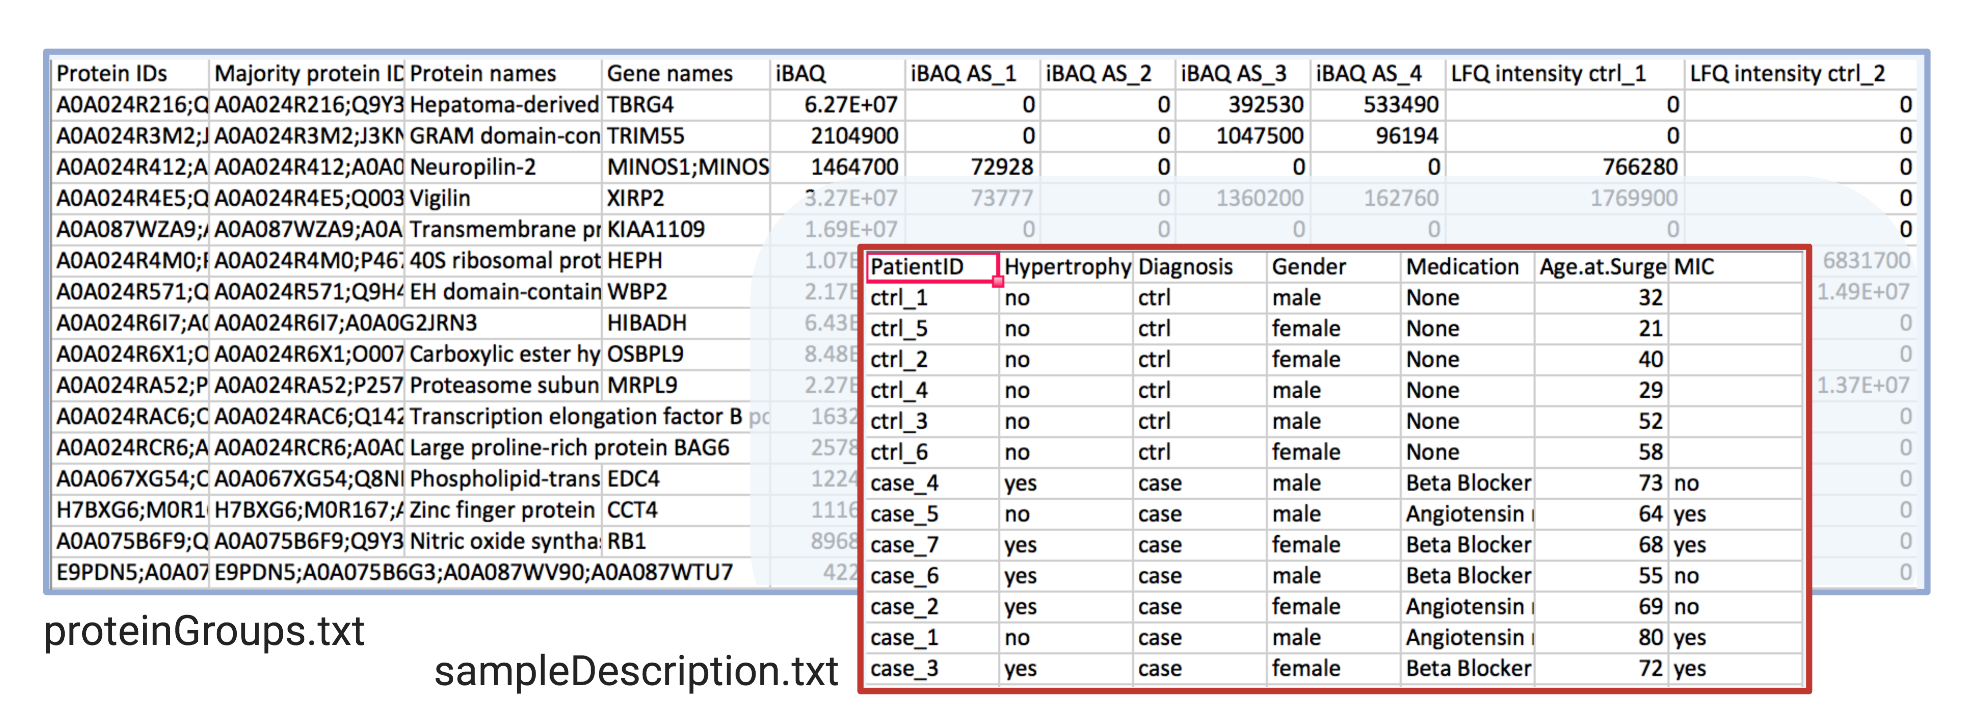 Protein IDs Majority protein ID Protein names Gene names iBAQ iBAQ AS_1 iBAQ AS_2 iBAQ AS_3 iBAQ AS_4 LFQ intensity ctrl_1 LFQ intensity ctrl_2
A0A024R216;Q A0A024R216;Q9Y3 Hepatoma-derived TBRG4 6.27E+07 0 0 392530 533490 0 0
A0A024R3M2;J A0A024R3M2;J3KN GRAM domain-con TRIM55 2104900 0 0 1047500 96194 0 0
A0A024R412;A A0A024R412;A0A0 Neuropilin-2 MINOS1;MINOS 1464700 72928 0 0 0 766280 0
A0A024R4E5;Q A0A024R4E5;Q003 Vigilin XIRP2 3.27E+07 73777 0 1360200 162760 1769900 0
A0A087WZA9;A A0A087WZA9;A0A Transmembrane pr KIAA1109 1.69E+07 0 0 0 0 0 0
A0A024R4M0;F A0A024R4M0;P467 40S ribosomal prot HEPH 1.07E 6831700
A0A024R571;Q A0A024R571;Q9H4 EH domain-contain WBP2 2.17E 1.49E+07
A0A024R6I7;A0 A0A024R6I7;A0A0G2JRN3 HIBADH 6.43E 0
A0A024R6X1;O A0A024R6X1;O007 Carboxylic ester hy OSBPL9 8.48E 0
A0A024RA52;P A0A024RA52;P257 Proteasome subun MRPL9 2.27E 1.37E+07
A0A024RAC6;C A0A024RAC6;Q142 Transcription elongation factor B po 1632 0
A0A024RCR6;A A0A024RCR6;A0A0 Large proline-rich protein BAG6 2578 0
A0A067XG54;C A0A067XG54;Q8NI Phospholipid-trans EDC4 1224 0
H7BXG6;M0R16 H7BXG6;M0R167;A Zinc finger protein CCT4 1116 0
A0A075B6F9;Q A0A075B6F9;Q9Y3 Nitric oxide syntha RB1 8968 0
E9PDN5;A0A07 E9PDN5;A0A075B6G3;A0A087WV90;A0A087WTU7 422 0
PatientID Hypertrophy Diagnosis Gender Medication Age.at.Surge MIC
ctrl_1 no ctrl male None 32
ctrl_5 no ctrl female None 21
ctrl_2 no ctrl female None 40
ctrl_4 no ctrl male None 29
ctrl_3 no ctrl male None 52
ctrl_6 no ctrl female None 58
case_4 yes case male Beta Blocker 73 no
case_5 no case male Angiotensin 64 yes
case_7 yes case female Beta Blocker 68 yes
case_6 yes case male Beta Blocker 55 no
case_2 yes case female Angiotensin 69 no
case_1 no case male Angiotensin 80 yes
case_3 yes case female Beta Blocker 72 yes
proteinGroups.txt
sampleDescription.txt